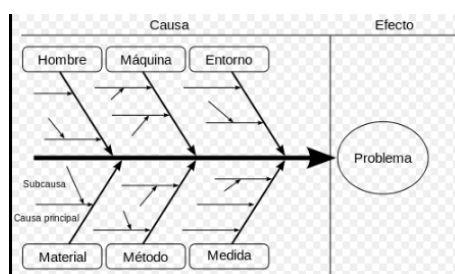 Causa Efecto
Hombre Máquina Entorno
Problema
Subcausa
Causa principal
Material Método Medida